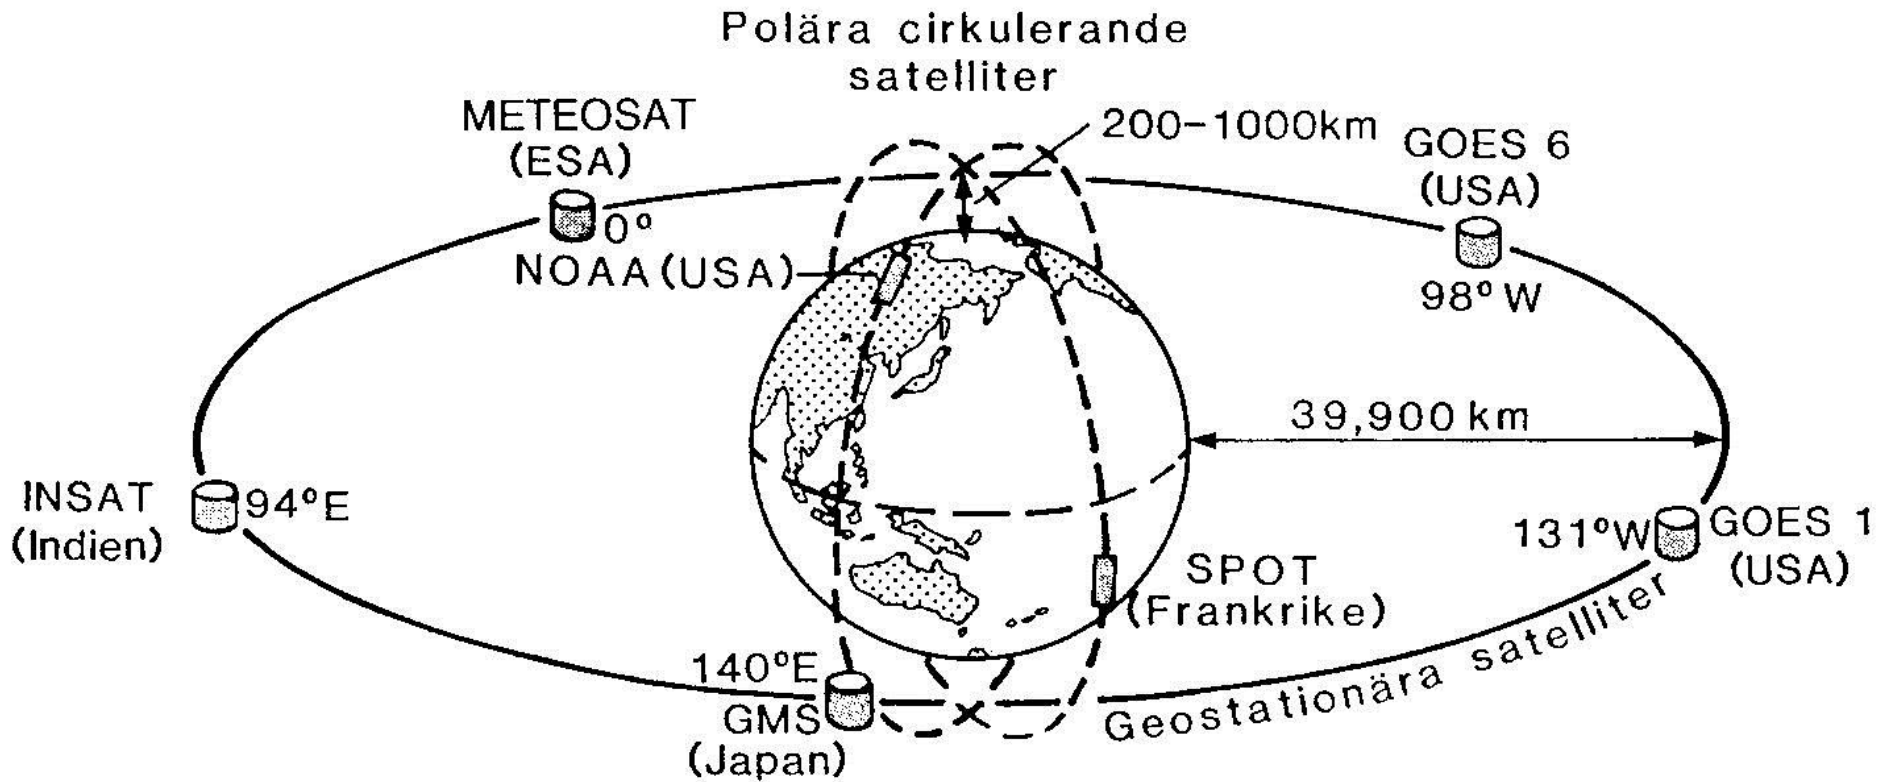 Polära cirkulerande
satelliter
METEOSAT
(ESA)
0°
200-1000km
GOES 6
(USA)
98° W
NOAA (USA)
39,900 km
INSAT
(Indien)
94°E
131°W
GOES 1
(USA)
SPOT
(Frankrike)
140°E
GMS
(Japan)
Geostationära satelliter